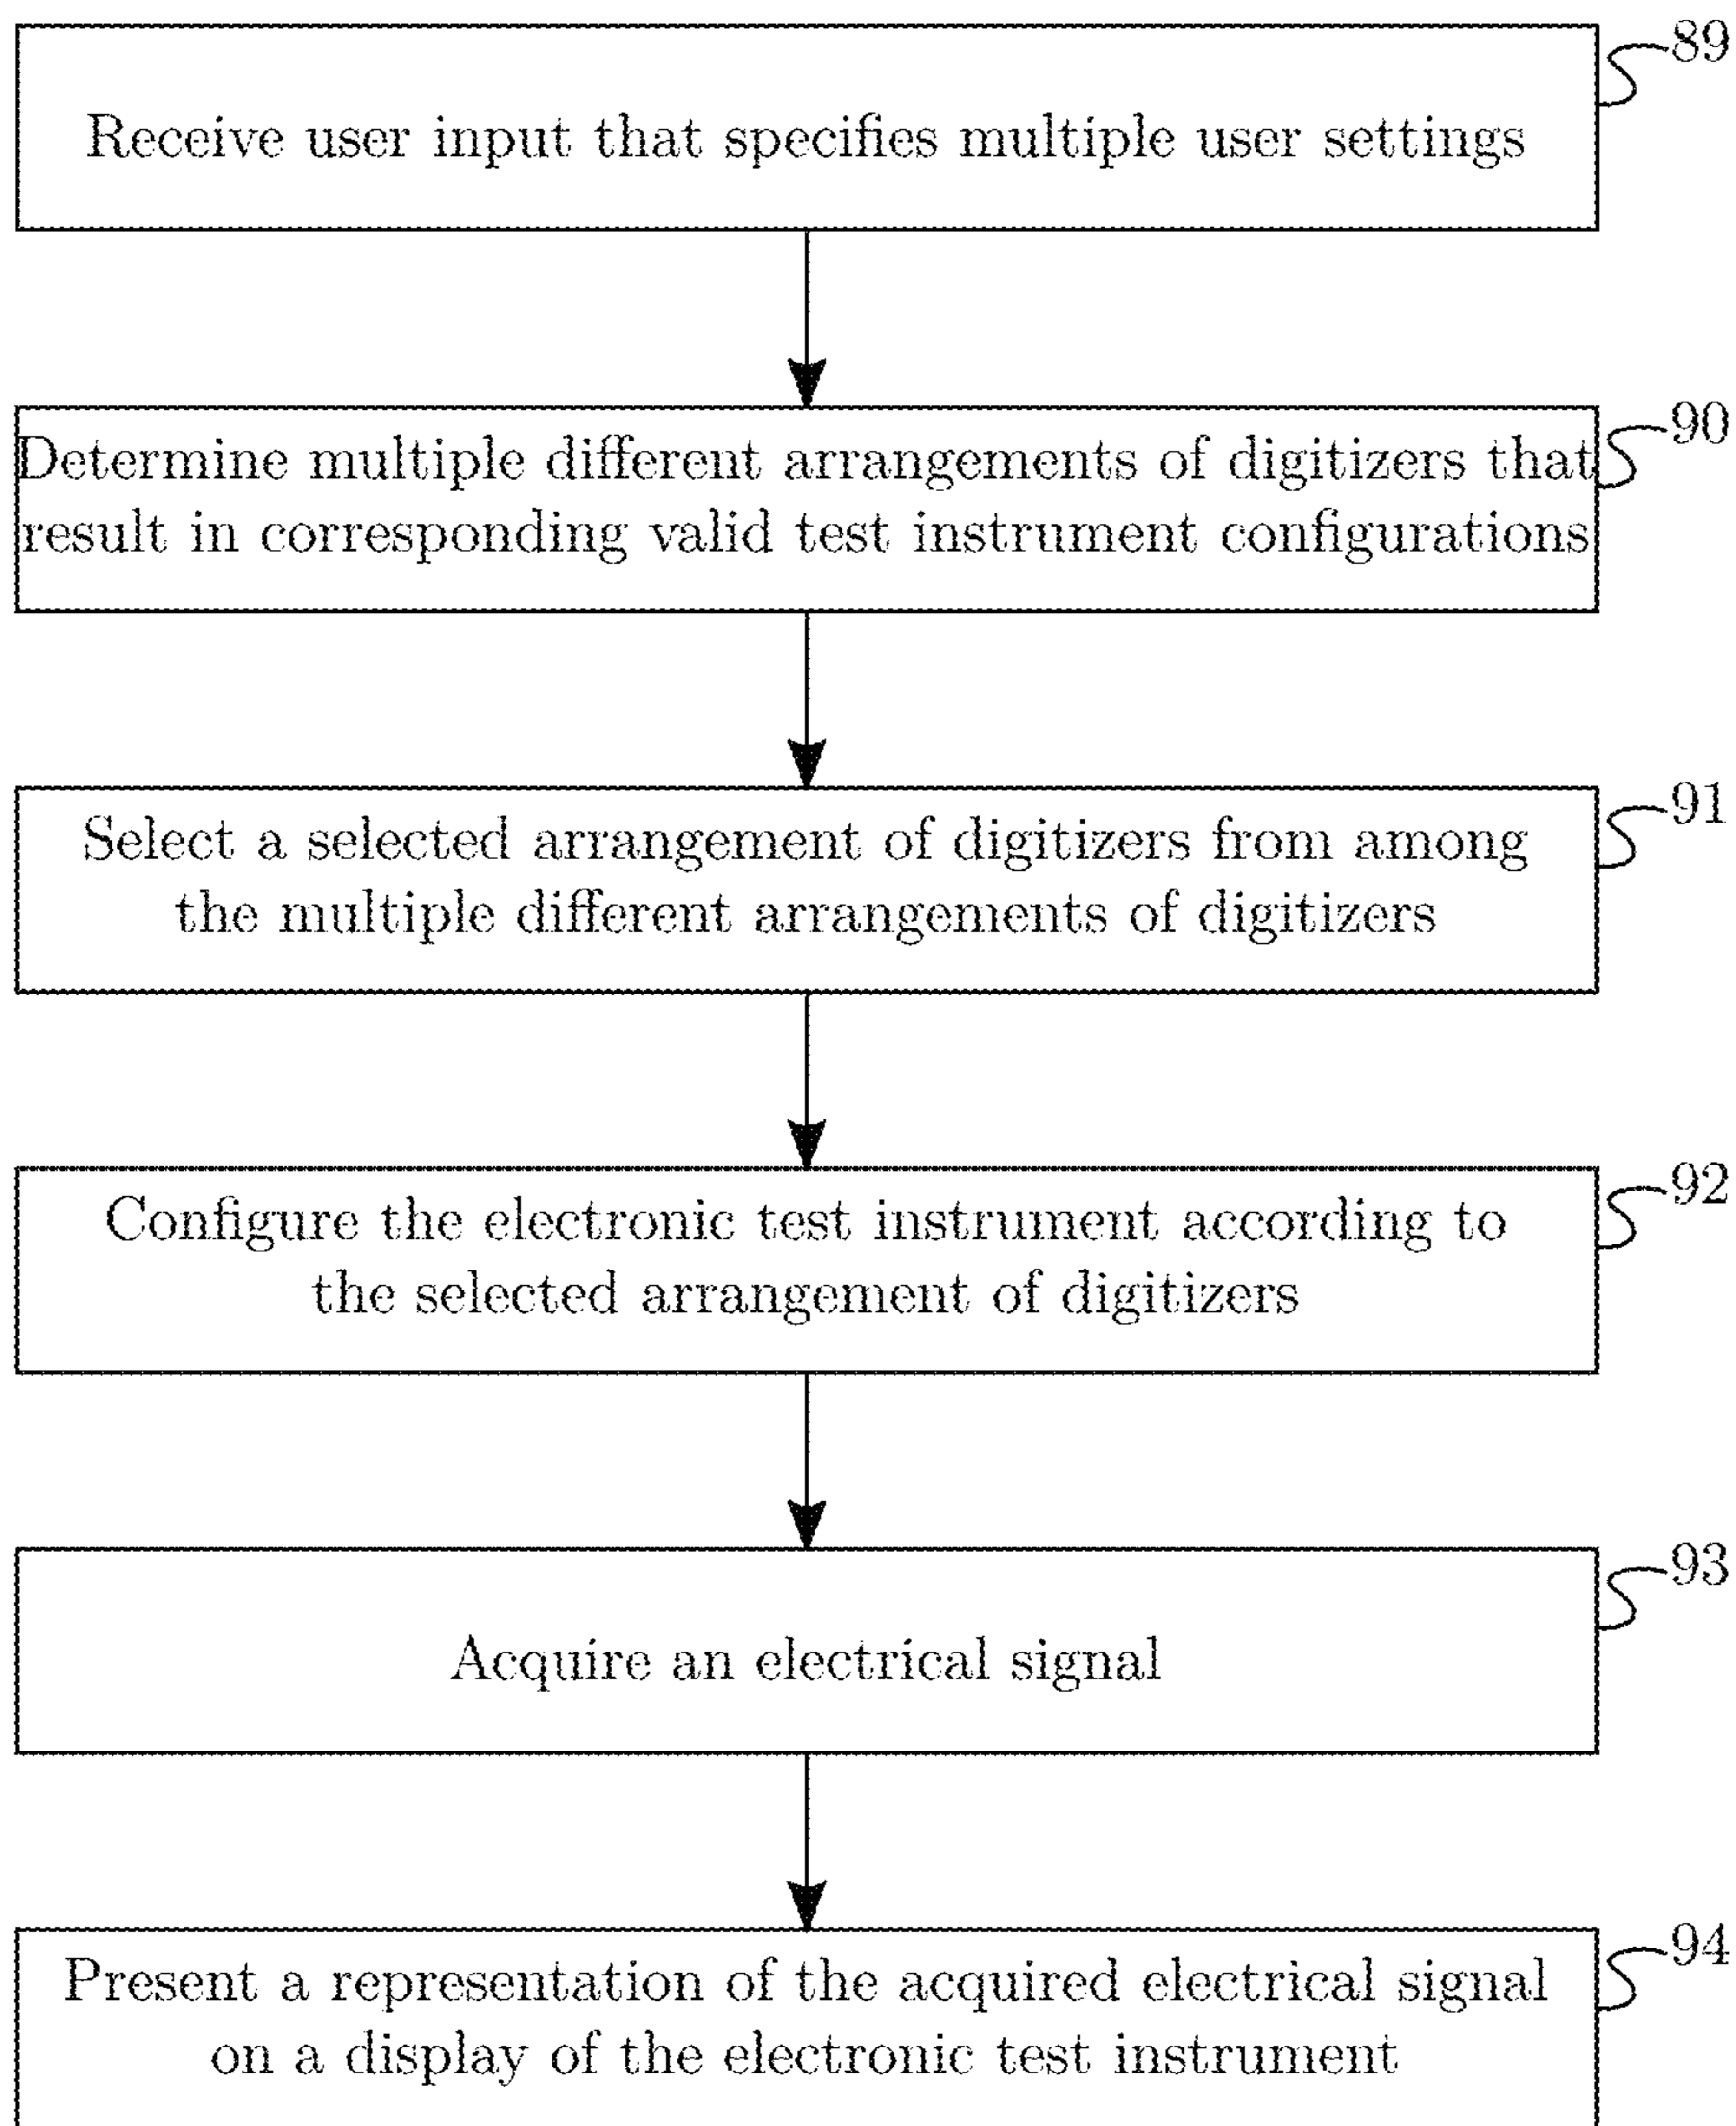 89
Receive user input that specifies multiple user settings
90
Determine multiple different arrangements of digitizers that
result in corresponding valid test instrument configurations
91
Select a selected arrangement of digitizers from among
the multiple different arrangements of digitizers
92
Configure the electronic test instrument according to
the selected arrangement of digitizers
93
Acquire an electrical signal
94
Present a representation of the acquired electrical signal
on a display of the electronic test instrument